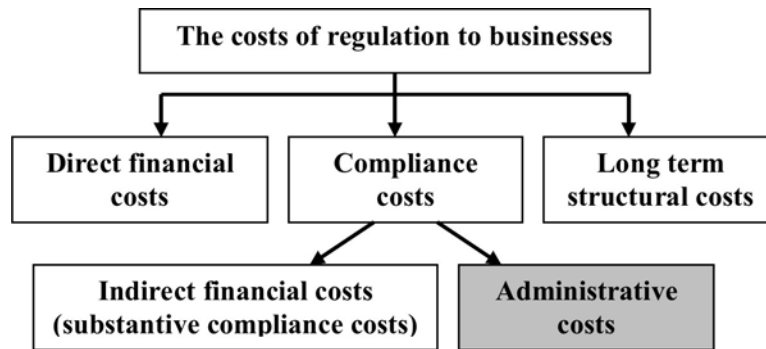 The costs of regulation to businesses
Direct financial
costs
Compliance
costs
Long term
structural costs
Indirect financial costs
(substantive compliance costs)
Administrative
costs